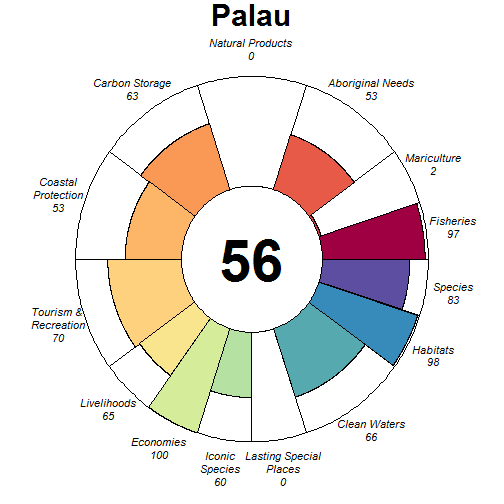 Palau
Natural Products
0
Aboriginal Needs
53
Mariculture
2
Fisheries
97
Species
83
Habitats
98
Clean Waters
66
Lasting Special
Places
0
Iconic
Species
60
Economies
100
Livelihoods
65
Tourism &
Recreation
70
Coastal
Protection
53
Carbon Storage
63
56